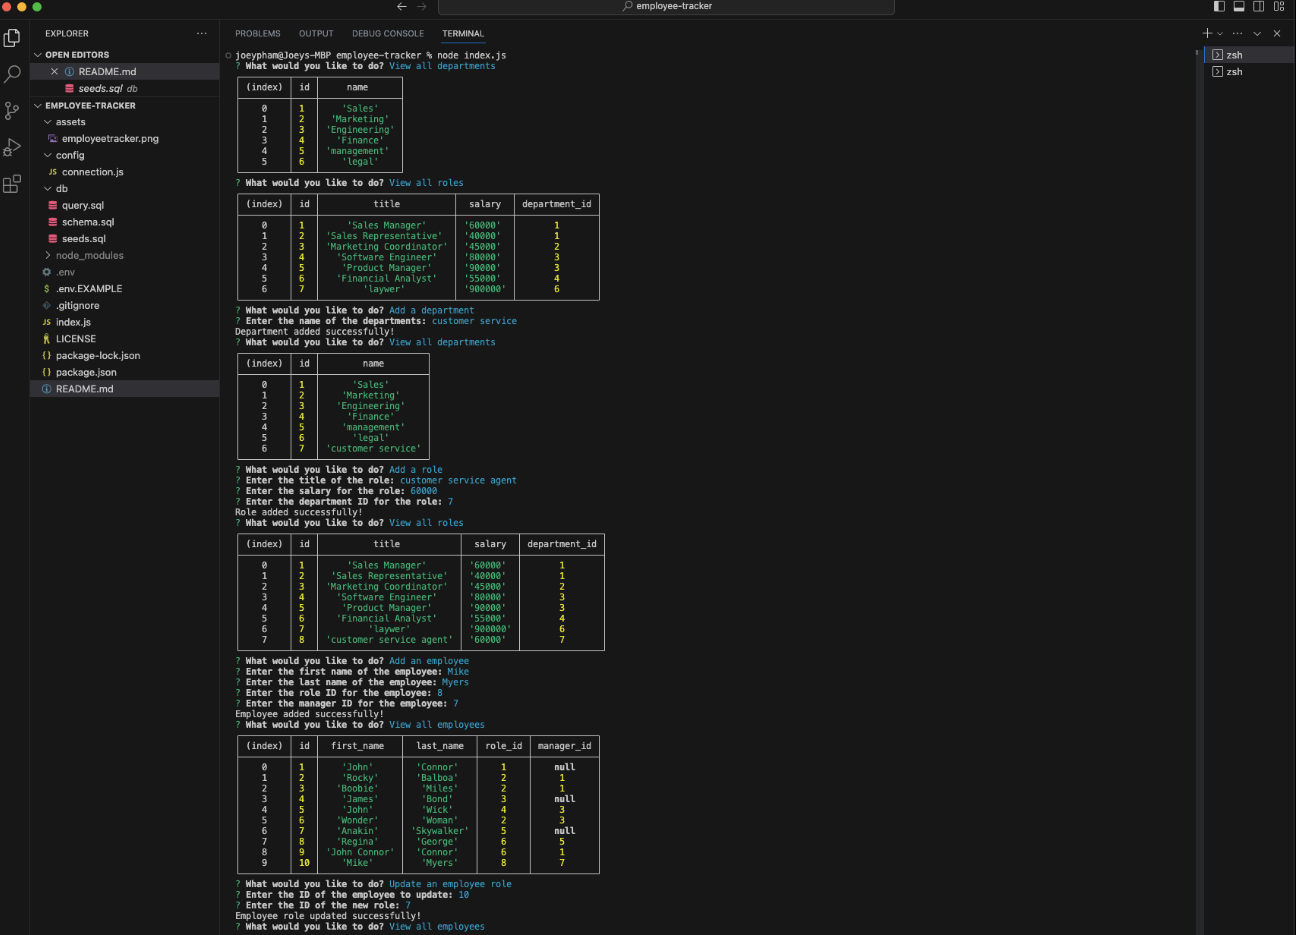 employee-tracker
EXPLORER
OPEN EDITORS
README.md
seeds.sql db
EMPLOYEE-TRACKER
assets
employeetracker.png
config
JS connection.js
db
query.sql
schema.sql
seeds.sql
node_modules
.env
$ .env.EXAMPLE
.gitignore
JS index.js
LICENSE
{} package-lock.json
{} package.json
README.md
PROBLEMS OUTPUT DEBUG CONSOLE TERMINAL
joeypham@Joeys-MBP employee-tracker % node index.js
? What would you like to do? View all departments
(index) id name
0 1 'Sales'
1 2 'Marketing'
2 3 'Engineering'
3 4 'Finance'
4 5 'management'
5 6 'legal'
? What would you like to do? View all roles
(index) id title salary department_id
0 1 'Sales Manager' '60000' 1
1 2 'Sales Representative' '40000' 1
2 3 'Marketing Coordinator' '45000' 2
3 4 'Software Engineer' '80000' 3
4 5 'Product Manager' '90000' 3
5 6 'Financial Analyst' '55000' 4
6 7 'laywer' '900000' 6
? What would you like to do? Add a department
? Enter the name of the departments: customer service
Department added successfully!
? What would you like to do? View all departments
(index) id name
0 1 'Sales'
1 2 'Marketing'
2 3 'Engineering'
3 4 'Finance'
4 5 'management'
5 6 'legal'
6 7 'customer service'
? What would you like to do? Add a role
? Enter the title of the role: customer service agent
? Enter the salary for the role: 60000
? Enter the department ID for the role: 7
Role added successfully!
? What would you like to do? View all roles
(index) id title salary department_id
0 1 'Sales Manager' '60000' 1
1 2 'Sales Representative' '40000' 1
2 3 'Marketing Coordinator' '45000' 2
3 4 'Software Engineer' '80000' 3
4 5 'Product Manager' '90000' 3
5 6 'Financial Analyst' '55000' 4
6 7 'laywer' '900000' 6
7 8 'customer service agent' '60000' 7
? What would you like to do? Add an employee
? Enter the first name of the employee: Mike
? Enter the last name of the employee: Myers
? Enter the role ID for the employee: 8
? Enter the manager ID for the employee: 7
Employee added successfully!
? What would you like to do? View all employees
(index) id first_name last_name role_id manager_id
0 1 'John' 'Connor' 1 null
1 2 'Rocky' 'Balboa' 2 1
2 3 'Boobie' 'Miles' 2 1
3 4 'James' 'Bond' 3 null
4 5 'John' 'Wick' 4 3
5 6 'Wonder' 'Woman' 2 3
6 7 'Anakin' 'Skywalker' 5 null
7 8 'Regina' 'George' 6 5
8 9 'John Connor' 'Connor' 6 1
9 10 'Mike' 'Myers' 8 7
? What would you like to do? Update an employee role
? Enter the ID of the employee to update: 10
? Enter the ID of the new role: 7
Employee role updated successfully!
? What would you like to do? View all employees
zsh
zsh